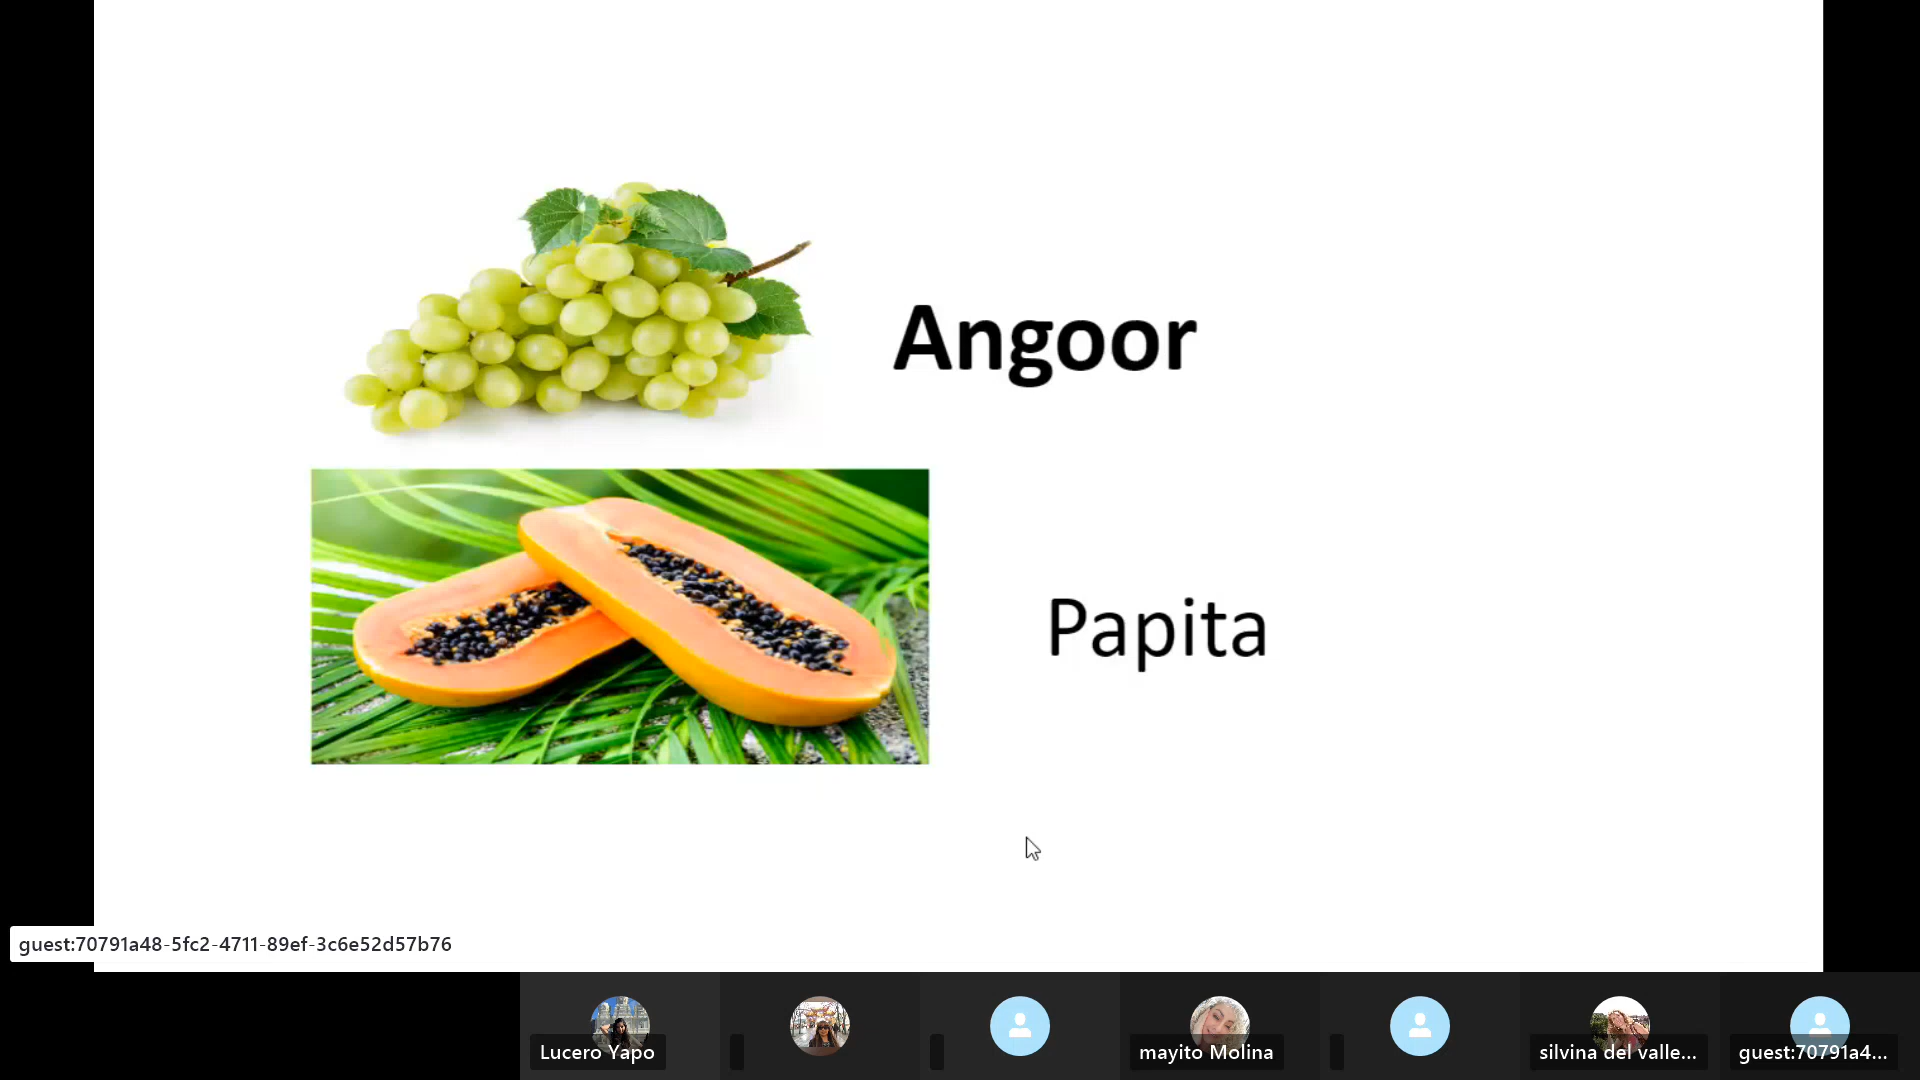 Angoor
Papita
guest:70791a48-5fc2-4711-89ef-3c6e52d57b76
Lucero Yapo
mayito Molina
silvina del valle...
guest:70791a4...